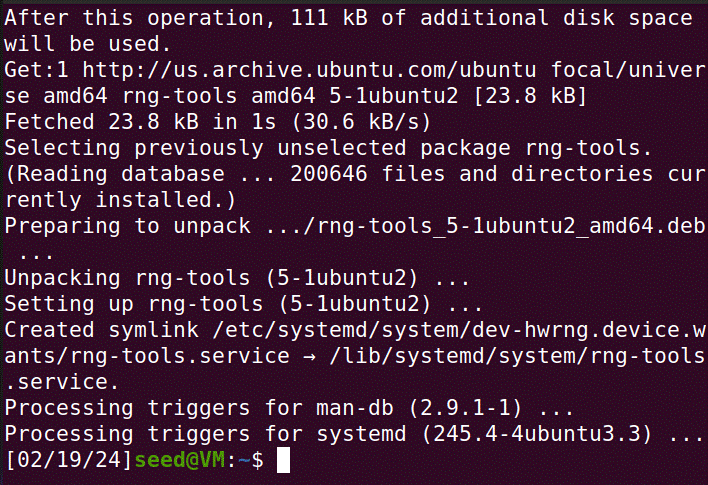 After this operation, 111 kB of additional disk space
will be used.
Get:1 http://us.archive.ubuntu.com/ubuntu focal/univer
se amd64 rng-tools amd64 5-1ubuntu2 [23.8 kB]
Fetched 23.8 kB in 1s (30.6 kB/s)
Selecting previously unselected package rng-tools.
(Reading database ... 200646 files and directories cur
rently installed.)
Preparing to unpack .../rng-tools_5-1ubuntu2_amd64.deb
 ...
Unpacking rng-tools (5-1ubuntu2) ...
Setting up rng-tools (5-1ubuntu2) ...
Created symlink /etc/systemd/system/dev-hwrng.device.w
ants/rng-tools.service → /lib/systemd/system/rng-tools
.service.
Processing triggers for man-db (2.9.1-1) ...
Processing triggers for systemd (245.4-4ubuntu3.3) ...
[02/19/24]seed@VM:~$